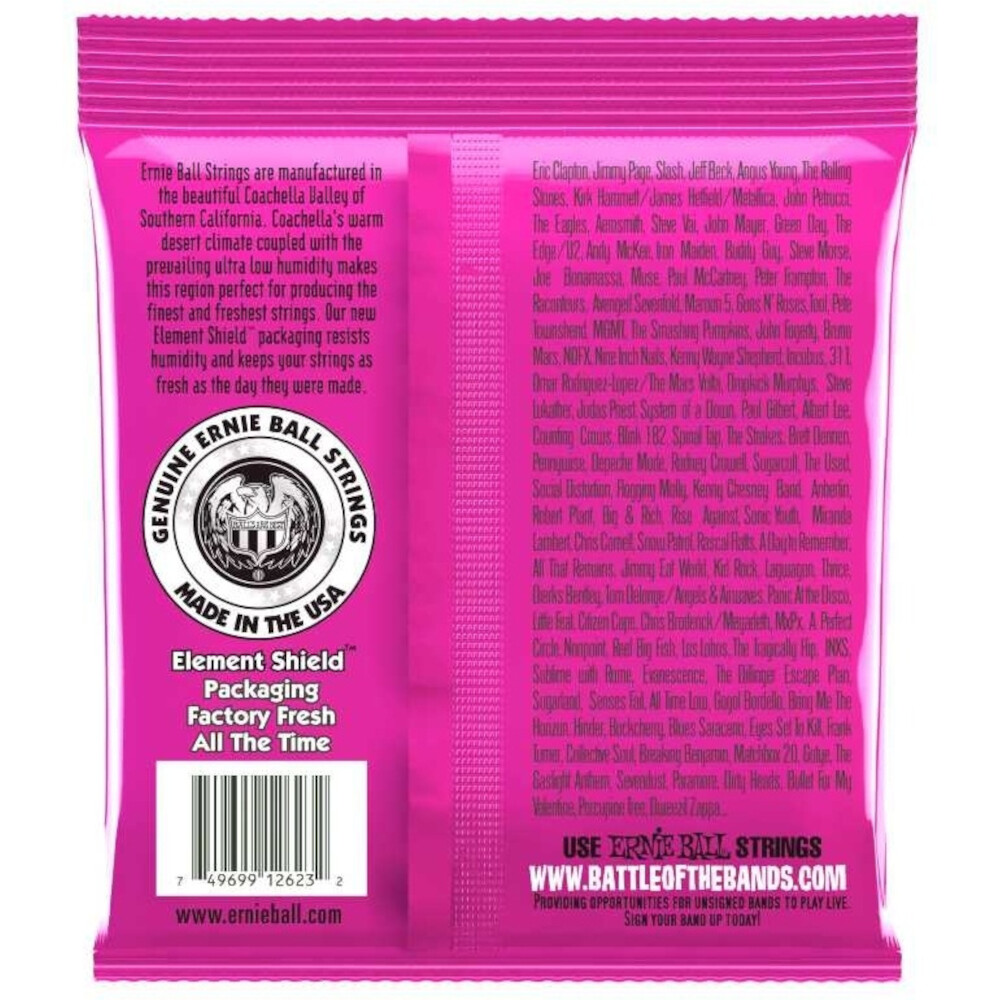 Ernie Ball Strings are manufactured in
the beautiful Coachella Valley of
Southern California. Coachella's warm
desert climate coupled with the
prevailing ultra low humidity makes
this region perfect for producing the
finest and freshest strings. Our new
Element Shield™ packaging resists
humidity and keeps your strings as
fresh as the day they were made.
GENUINE ERNIE BALL STRINGS
MADE IN THE USA
Element Shield™
Packaging
Factory Fresh
All The Time
7 49699 12623 2
www.ernieball.com
Eric Clapton, Jimmy Page, Slash, Jeff Beck, Angus Young, The Rolling
Stones, Kirk Hammett/James Hetfield/Metallica, John Petrucci,
The Eagles, Aerosmith, Steve Vai, John Mayer, Green Day, The
Edge/U2, Andy McKee, Iron Maiden, Buddy Guy, Steve Morse,
Joe Bonamassa, Muse, Paul McCartney, Peter Frampton, The
Raconteurs, Avenged Sevenfold, Maroon 5, Guns N' Roses, Tool, Pete
Townshend, MGMT, The Smashing Pumpkins, John Fogerty, Bruno
Mars, NOFX, Nine Inch Nails, Kenny Wayne Shepherd, Incubus, 311,
Omar Rodriguez-Lopez/The Mars Volta, Dropkick Murphys, Steve
Lukather, Judas Priest, System of a Down, Paul Gilbert, Albert Lee,
Counting Crows, Blink 182, Spinal Tap, The Strokes, Brett Dennen,
Pennywise, Depeche Mode, Rodney Crowell, Sugarcult, The Used,
Social Distortion, Flogging Molly, Kenny Chesney Band, Anberlin,
Robert Plant, Big & Rich, Rise Against, Sonic Youth, Miranda
Lambert, Chris Cornell, Snow Patrol, Rascal Flatts, A Day to Remember,
All That Remains, Jimmy Eat World, Kid Rock, Lagwagon, Thrice,
Dierks Bentley, Tom Delonge/Angels & Airwaves, Panic At the Disco,
Little Feat, Citizen Cope, Chris Broderick/Megadeth, MxPx, A Perfect
Circle, Nonpoint, Reel Big Fish, Los Lobos, The Tragically Hip, INXS,
Sublime with Rome, Evanescence, The Dillinger Escape Plan,
Sugarland, Senses Fail, All Time Low, Gogol Bordello, Bring Me The
Horizon, Hinder, Buckcherry, Blues Saraceno, Eyes Set To Kill, Frank
Turner, Collective Soul, Breaking Benjamin, Matchbox 20, Gotye, The
Gaslight Anthem, Sevendust, Paramore, Dirty Heads, Bullet For My
Valentine, Porcupine Tree, Dweezil Zappa...
USE ERNIE BALL STRINGS
WWW.BATTLEOFTHEBANDS.COM
PROVIDING OPPORTUNITIES FOR UNSIGNED BANDS TO PLAY LIVE.
SIGN YOUR BAND UP TODAY!